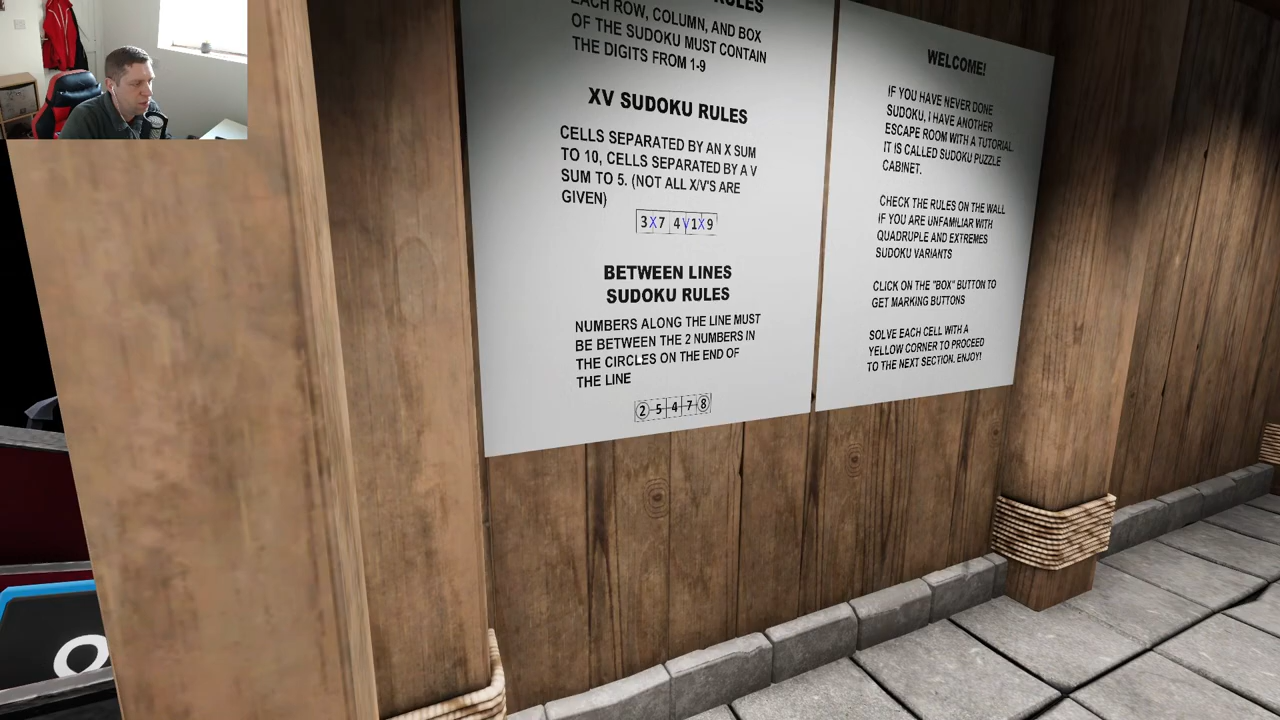 RULES
EACH ROW, COLUMN, AND BOX
OF THE SUDOKU MUST CONTAIN
THE DIGITS FROM 1-9
XV SUDOKU RULES
CELLS SEPARATED BY AN X SUM
TO 10, CELLS SEPARATED BY A V
SUM TO 5. (NOT ALL X/V'S ARE
GIVEN)
3X7 4V1X9
BETWEEN LINES
SUDOKU RULES
NUMBERS ALONG THE LINE MUST
BE BETWEEN THE 2 NUMBERS IN
THE CIRCLES ON THE END OF
THE LINE
2 5 4 7 8
WELCOME!
IF YOU HAVE NEVER DONE
SUDOKU, I HAVE ANOTHER
ESCAPE ROOM WITH A TUTORIAL.
IT IS CALLED SUDOKU PUZZLE
CABINET.
CHECK THE RULES ON THE WALL
IF YOU ARE UNFAMILIAR WITH
QUADRUPLE AND EXTREMES
SUDOKU VARIANTS
CLICK ON THE "BOX" BUTTON TO
GET MARKING BUTTONS
SOLVE EACH CELL WITH A
YELLOW CORNER TO PROCEED
TO THE NEXT SECTION. ENJOY!